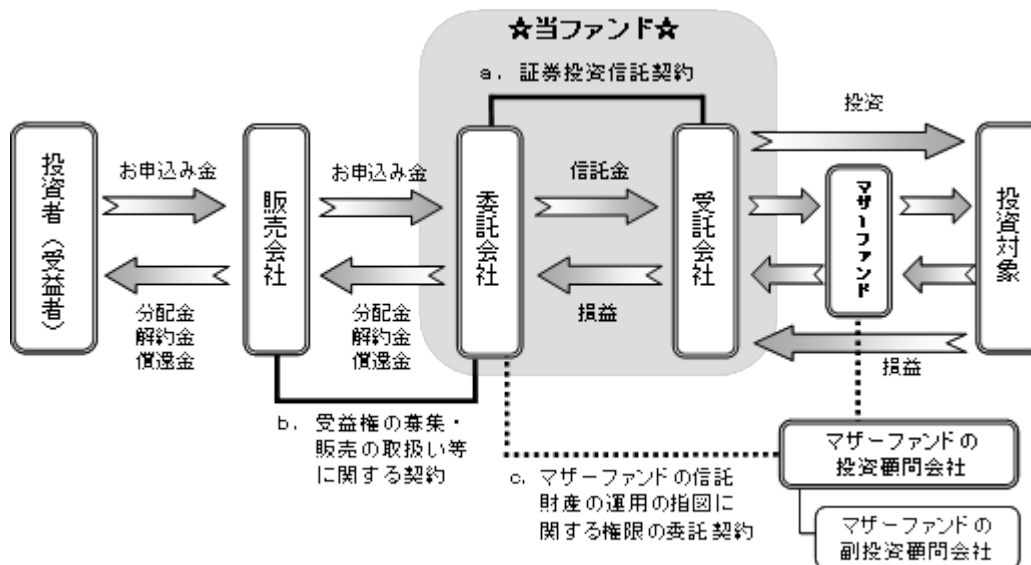 ★当ファンド★
a．証券投資信託契約
投資
投資者（受益者）
お申込み金
販売会社
お申込み金
委託会社
信託金
受託会社
マザーファンド
投資対象
分配金
解約金
償還金
分配金
解約金
償還金
損益
損益
b．受益権の募集・
販売の取扱い等
に関する契約
c．マザーファンドの信託
財産の運用の指図に
関する権限の委託契約
マザーファンドの
投資顧問会社
マザーファンドの
副投資顧問会社